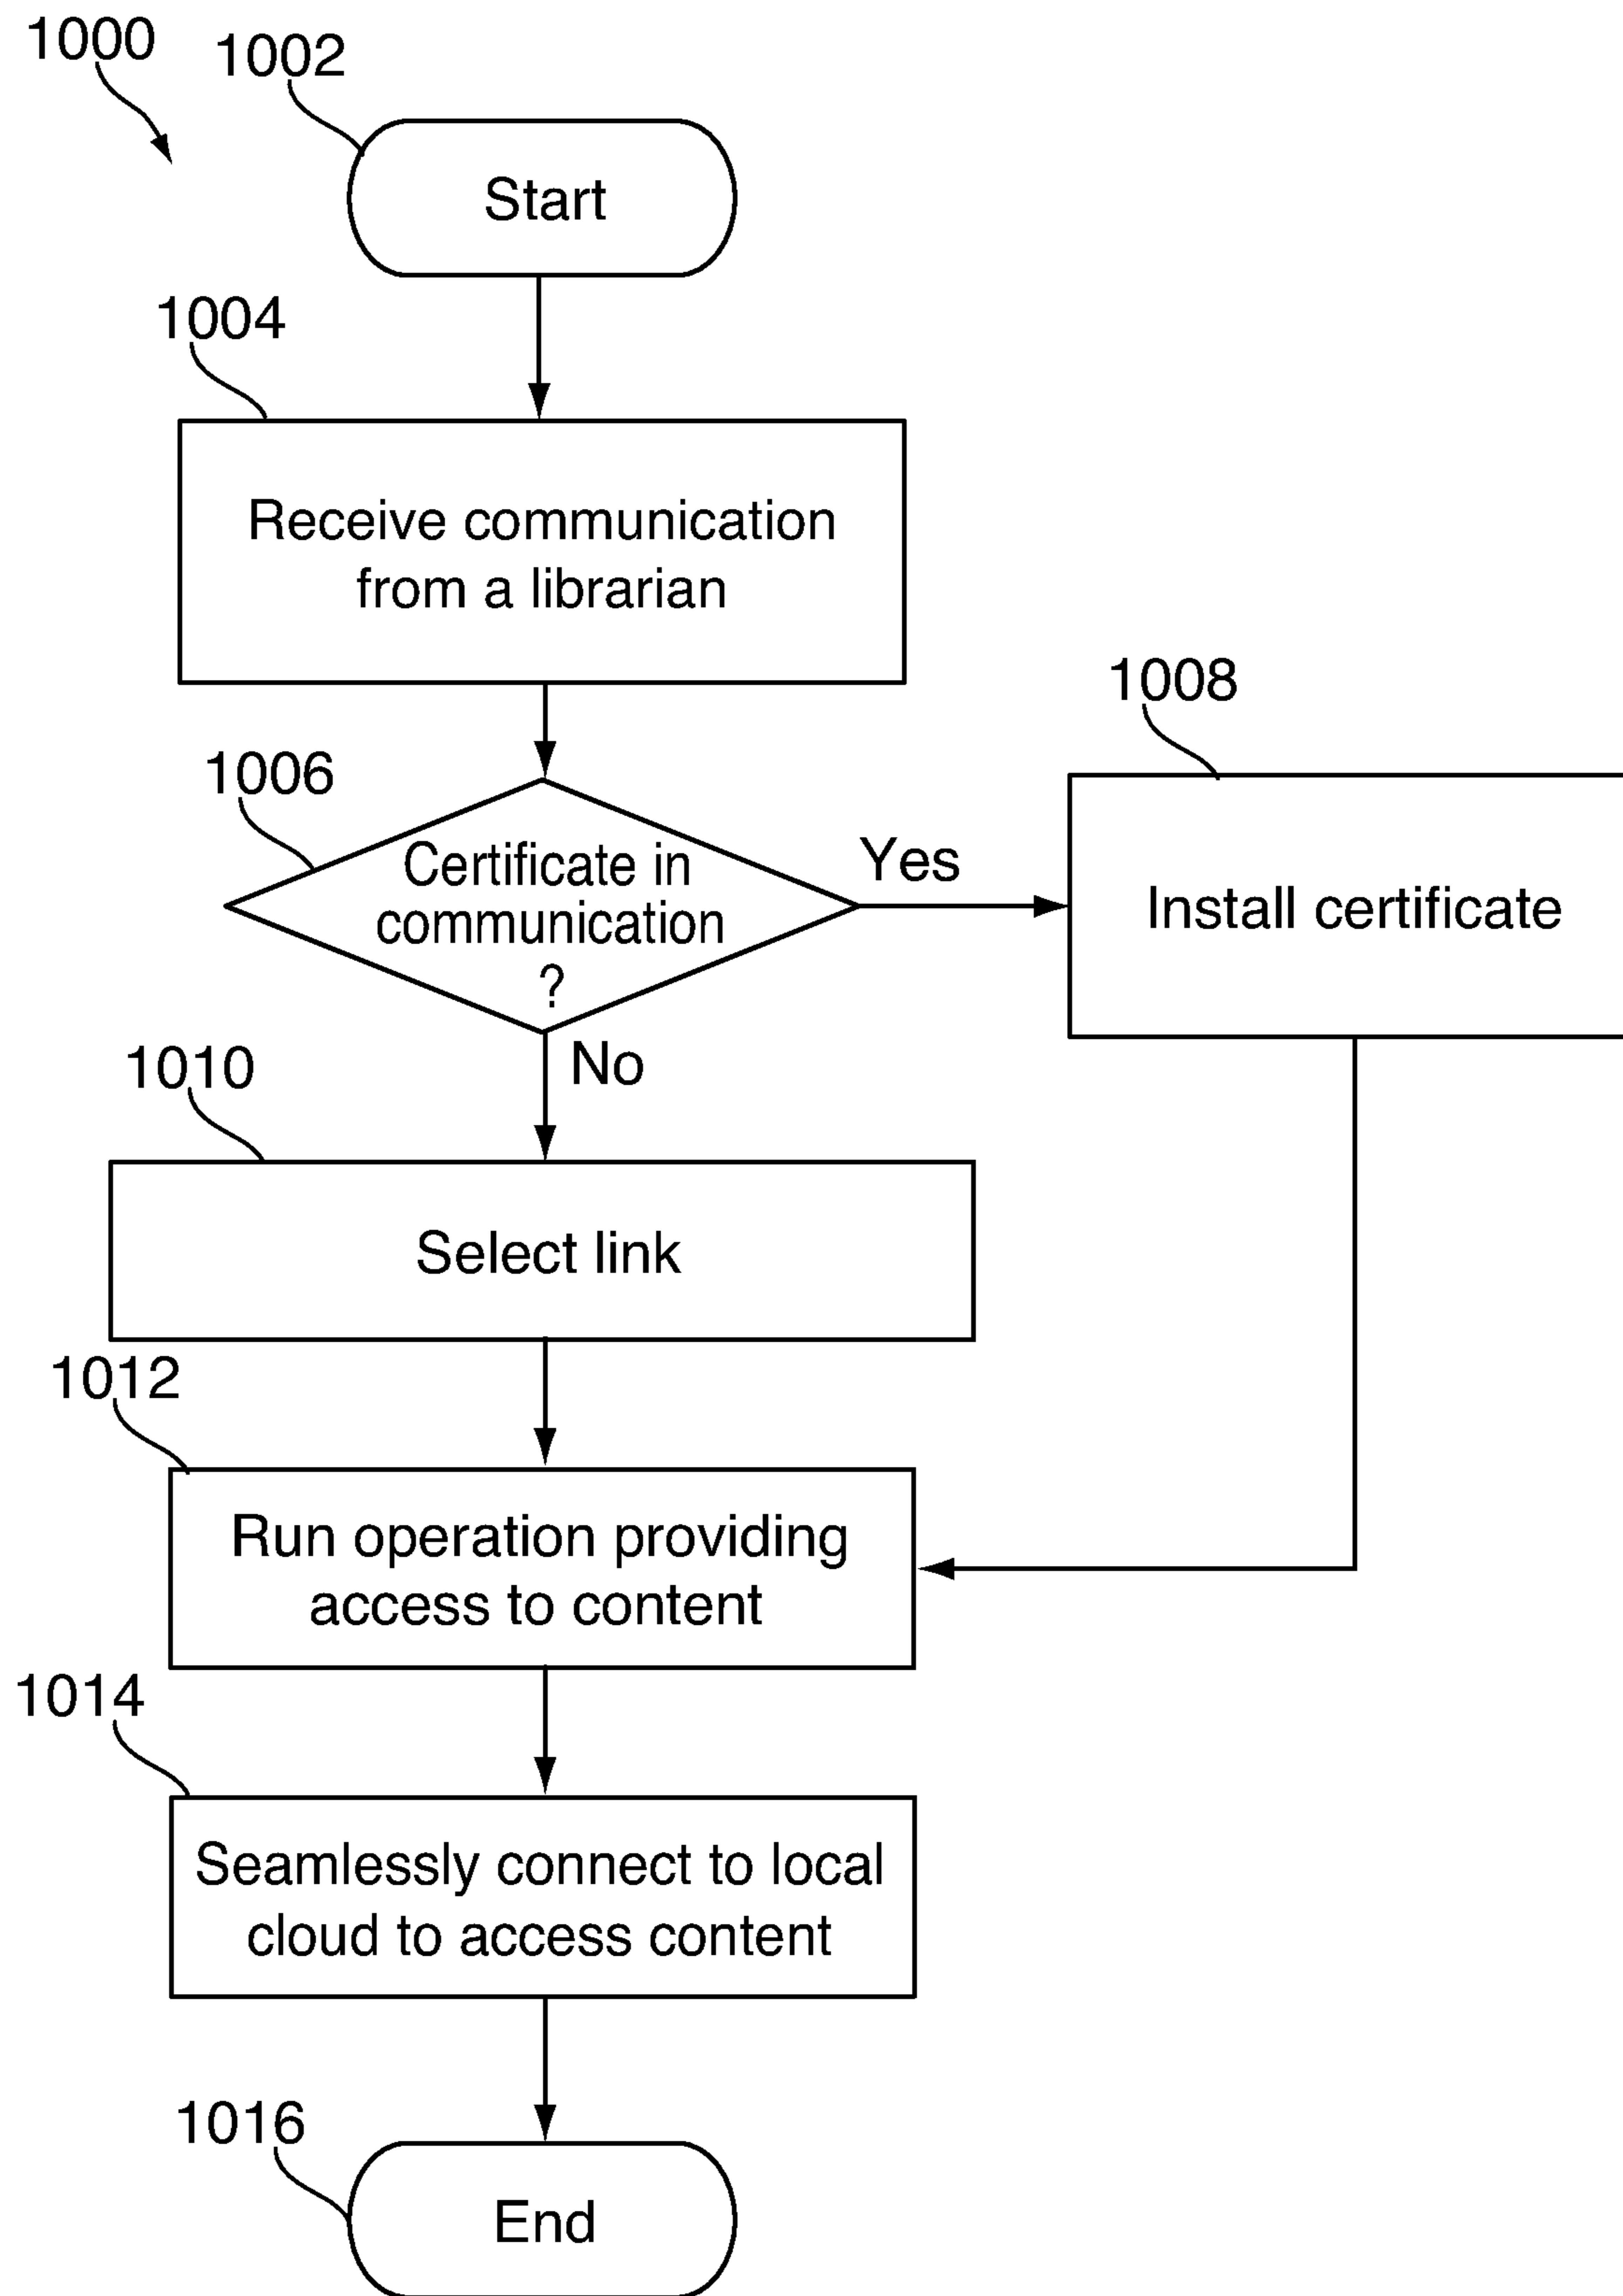 1000
1002
Start
1004
Receive communication
from a librarian
1006
Certificate in
communication
?
Yes
1008
Install certificate
No
1010
Select link
1012
Run operation providing
access to content
1014
Seamlessly connect to local
cloud to access content
1016
End